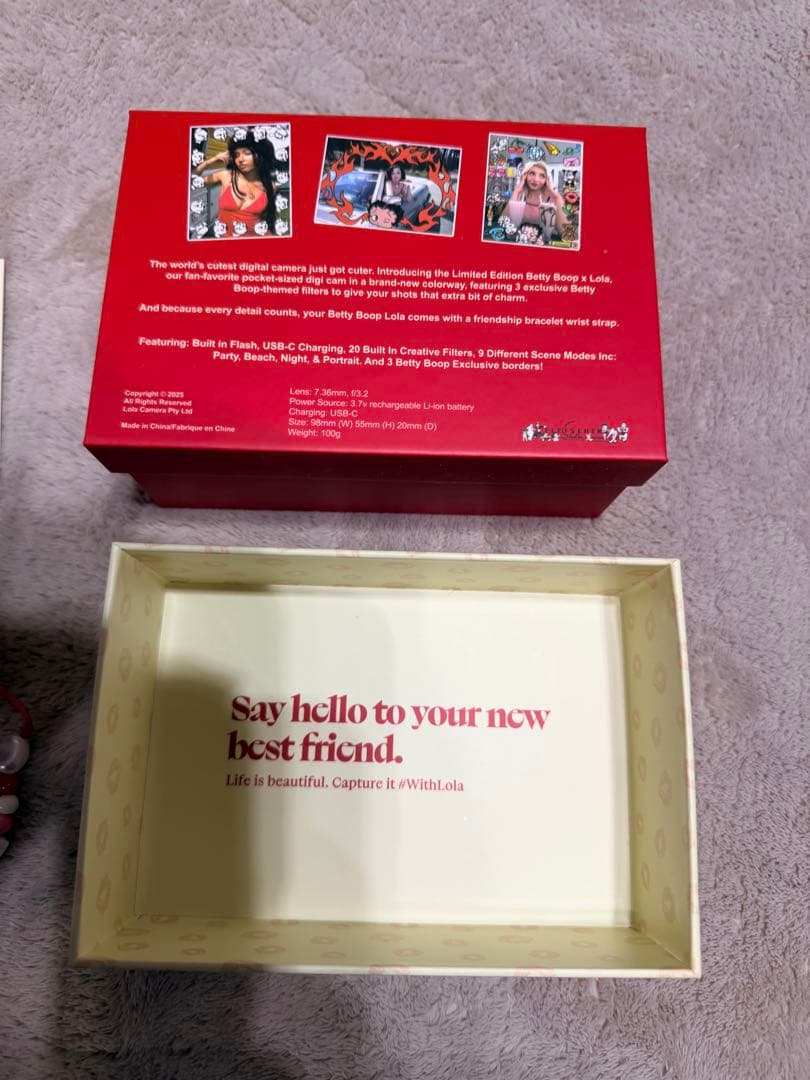 The world's cutest digital camera just got cuter. Introducing the Limited Edition Betty Boop x Lola,
our fan-favorite pocket-sized digi cam in a brand-new colorway, featuring 3 exclusive Betty
Boop-themed filters to give your shots that extra bit of charm.
And because every detail counts, your Betty Boop Lola comes with a friendship bracelet wrist strap.
Featuring: Built in Flash, USB-C Charging, 20 Built In Creative Filters, 9 Different Scene Modes Inc:
Party, Beach, Night, & Portrait. And 3 Betty Boop Exclusive borders!
Copyright © 2025
All Rights Reserved
Lola Camera Pty Ltd
Made in China/Fabrique en Chine
Lens: 7.36mm, f/3.2
Power Source: 3.7v rechargeable Li-ion battery
Charging: USB-C
Size: 98mm (W) 55mm (H) 20mm (D)
Weight: 100g
Say hello to your new
best friend.
Life is beautiful. Capture it #WithLola